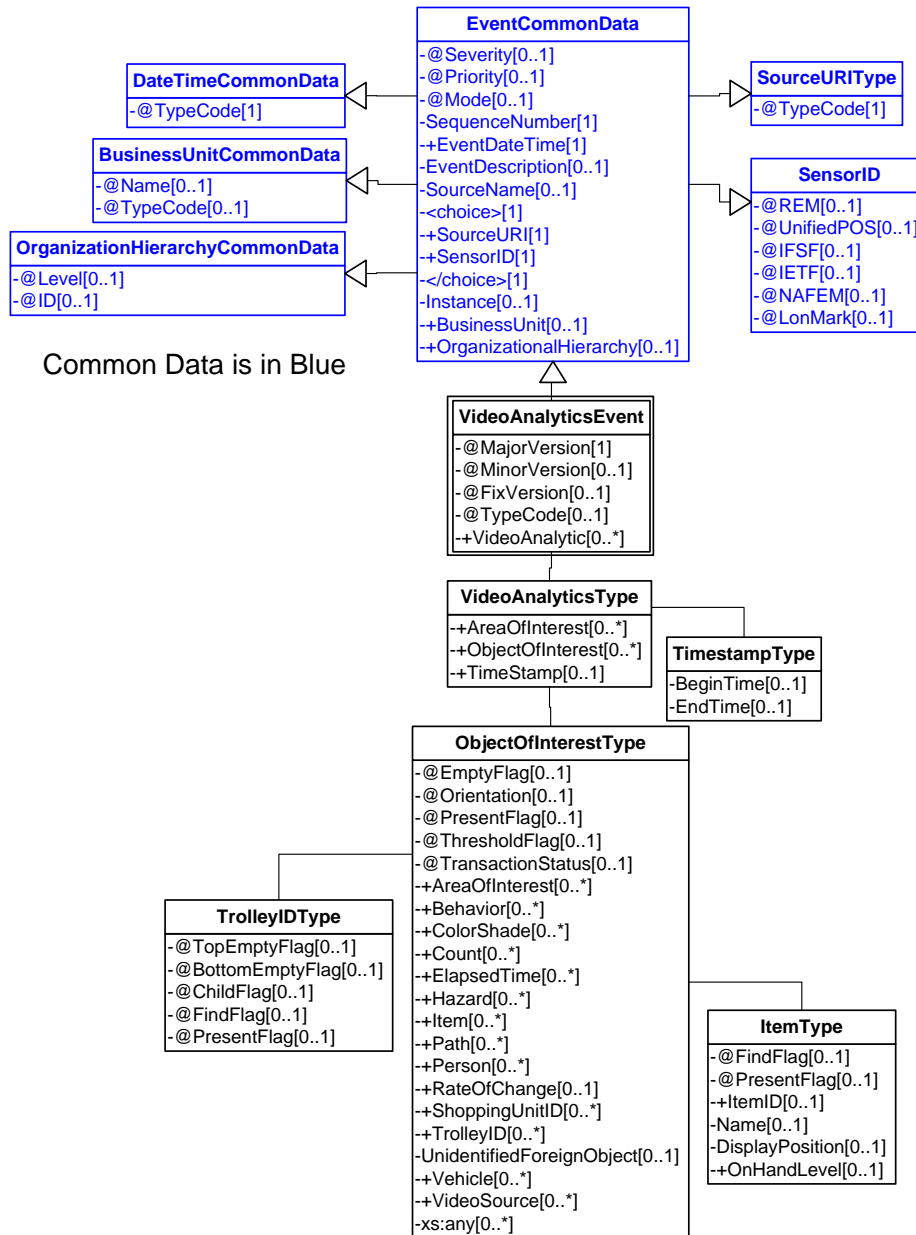 EventCommonData
-@Severity[0..1]
-@Priority[0..1]
-@Mode[0..1]
-SequenceNumber[1]
-+EventDateTime[1]
-EventDescription[0..1]
-SourceName[0..1]
-<choice>[1]
-+SourceURI[1]
-+SensorID[1]
-</choice>[1]
-Instance[0..1]
-+BusinessUnit[0..1]
-+OrganizationalHierarchy[0..1]
DateTimeCommonData
-@TypeCode[1]
BusinessUnitCommonData
-@Name[0..1]
-@TypeCode[0..1]
OrganizationHierarchyCommonData
-@Level[0..1]
-@ID[0..1]
SourceURIType
-@TypeCode[1]
SensorID
-@REM[0..1]
-@UnifiedPOS[0..1]
-@IFSF[0..1]
-@IETF[0..1]
-@NAFEM[0..1]
-@LonMark[0..1]
Common Data is in Blue
VideoAnalyticsEvent
-@MajorVersion[1]
-@MinorVersion[0..1]
-@FixVersion[0..1]
-@TypeCode[0..1]
-+VideoAnalytic[0..*]
VideoAnalyticsType
-+AreaOfInterest[0..*]
-+ObjectOfInterest[0..*]
-+TimeStamp[0..1]
TimestampType
-BeginTime[0..1]
-EndTime[0..1]
ObjectOfInterestType
-@EmptyFlag[0..1]
-@Orientation[0..1]
-@PresentFlag[0..1]
-@ThresholdFlag[0..1]
-@TransactionStatus[0..1]
-+AreaOfInterest[0..*]
-+Behavior[0..*]
-+ColorShade[0..*]
-+Count[0..*]
-+ElapsedTime[0..*]
-+Hazard[0..*]
-+Item[0..*]
-+Path[0..*]
-+Person[0..*]
-+RateOfChange[0..1]
-+ShoppingUnitID[0..*]
-+TrolleyID[0..*]
-UnidentifiedForeignObject[0..1]
-+Vehicle[0..*]
-+VideoSource[0..*]
-xs:any[0..*]
TrolleyIDType
-@TopEmptyFlag[0..1]
-@BottomEmptyFlag[0..1]
-@ChildFlag[0..1]
-@FindFlag[0..1]
-@PresentFlag[0..1]
ItemType
-@FindFlag[0..1]
-@PresentFlag[0..1]
-+ItemID[0..1]
-Name[0..1]
-DisplayPosition[0..1]
-+OnHandLevel[0..1]